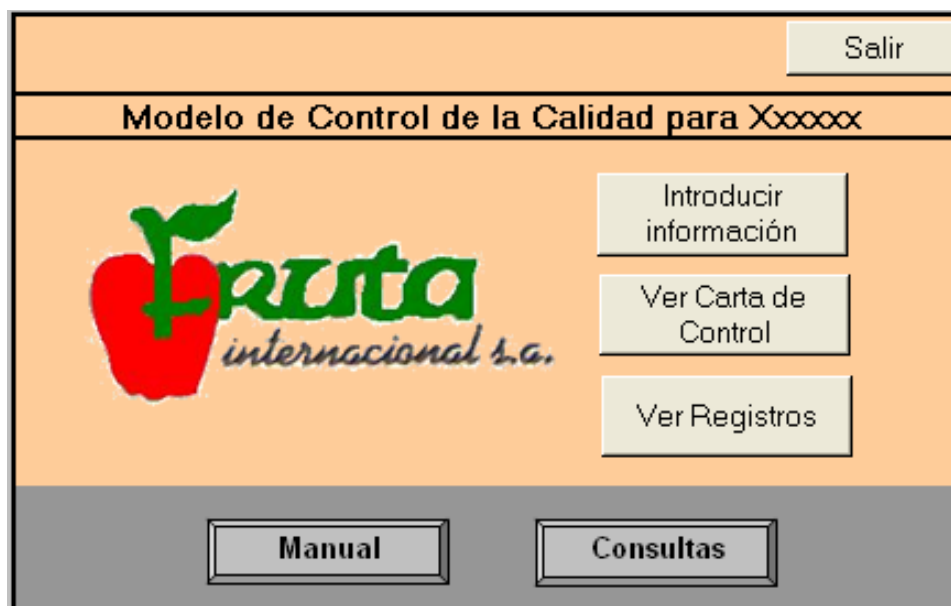 Salir
Modelo de Control de la Calidad para Xxxxxx
Fruta
internacional s.a.
Introducir
información
Ver Carta de
Control
Ver Registros
Manual
Consultas